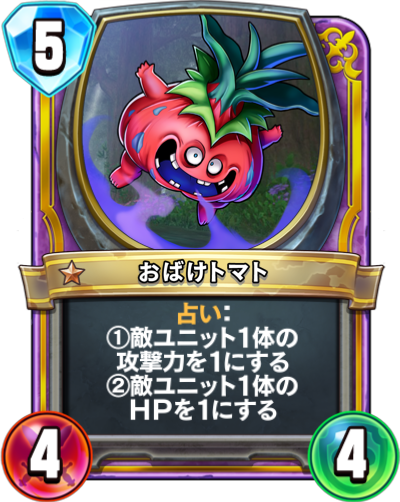 5
おばけトマト
占い:
①敵ユニット1体の
攻撃力を1にする
②敵ユニット1体の
HPを1にする
4
4